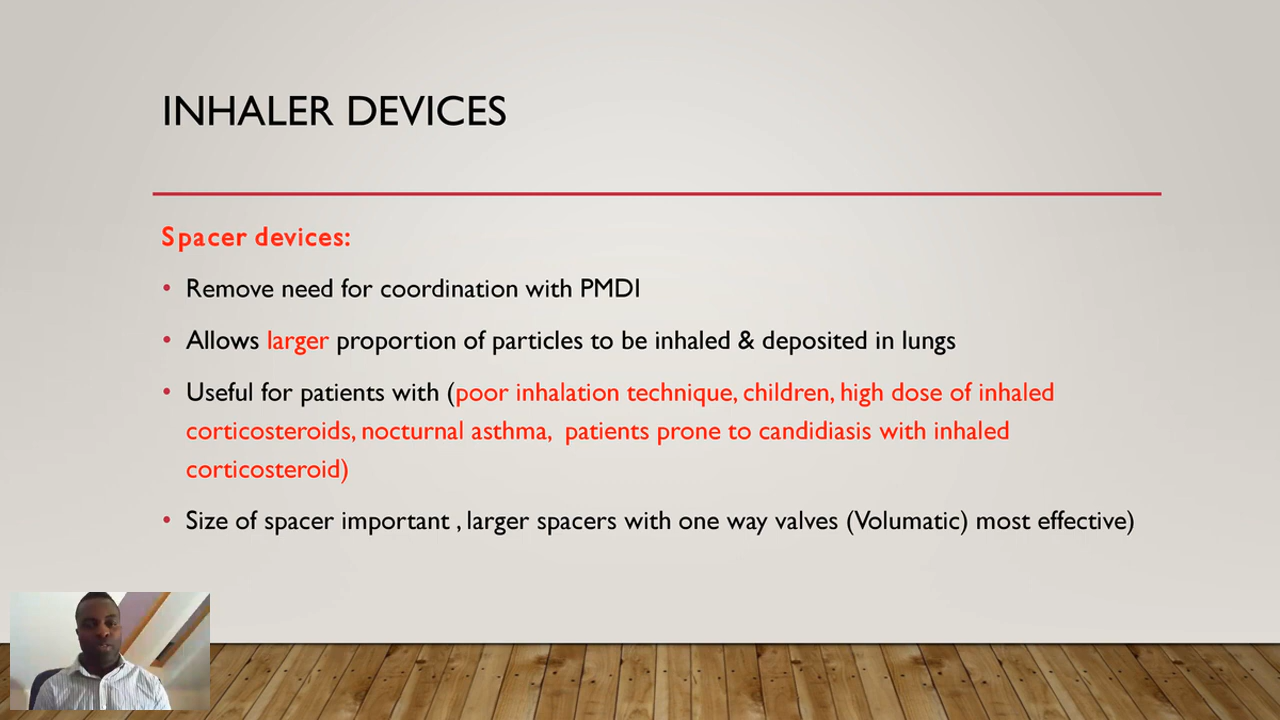 INHALER DEVICES
Spacer devices:
• Remove need for coordination with PMDI
• Allows larger proportion of particles to be inhaled & deposited in lungs
• Useful for patients with (poor inhalation technique, children, high dose of inhaled
corticosteroids, nocturnal asthma, patients prone to candidiasis with inhaled
corticosteroid)
• Size of spacer important , larger spacers with one way valves (Volumatic) most effective)